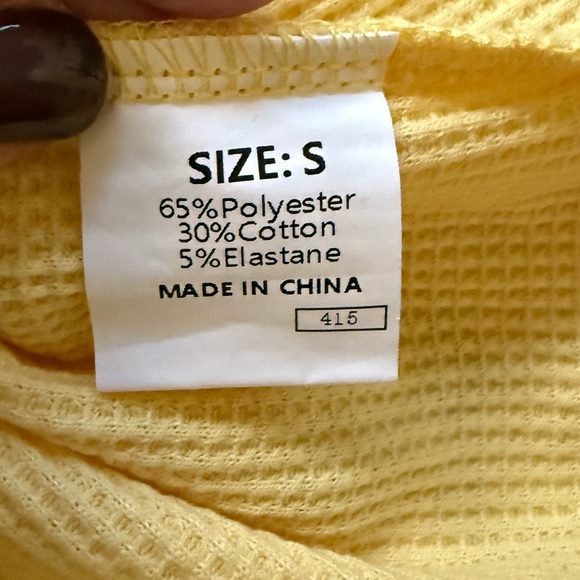 SIZE: S
65%Polyester
30%Cotton
5%Elastane
MADE IN CHINA
415